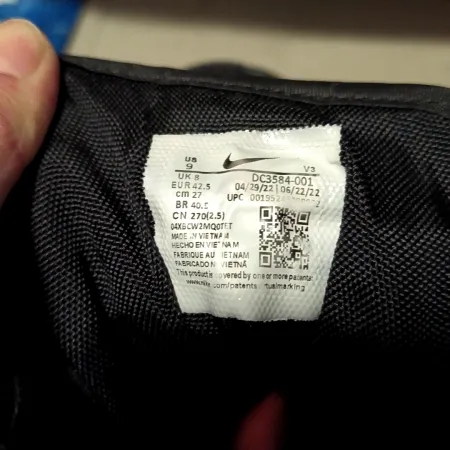 US 9
V3
UK 8
DC3584-001
EUR 42.5
04/29/22 | 06/22/22
cm 27
UPC
BR 40.5
CN 270(2.5)
04XBCW2MQ0TET
MADE IN VIETNAM
HECHO EN VIETNAM
FABRIQUE AU VIETNAM
FABRICADO NO VIETNÃ
This product is covered by one or more patents